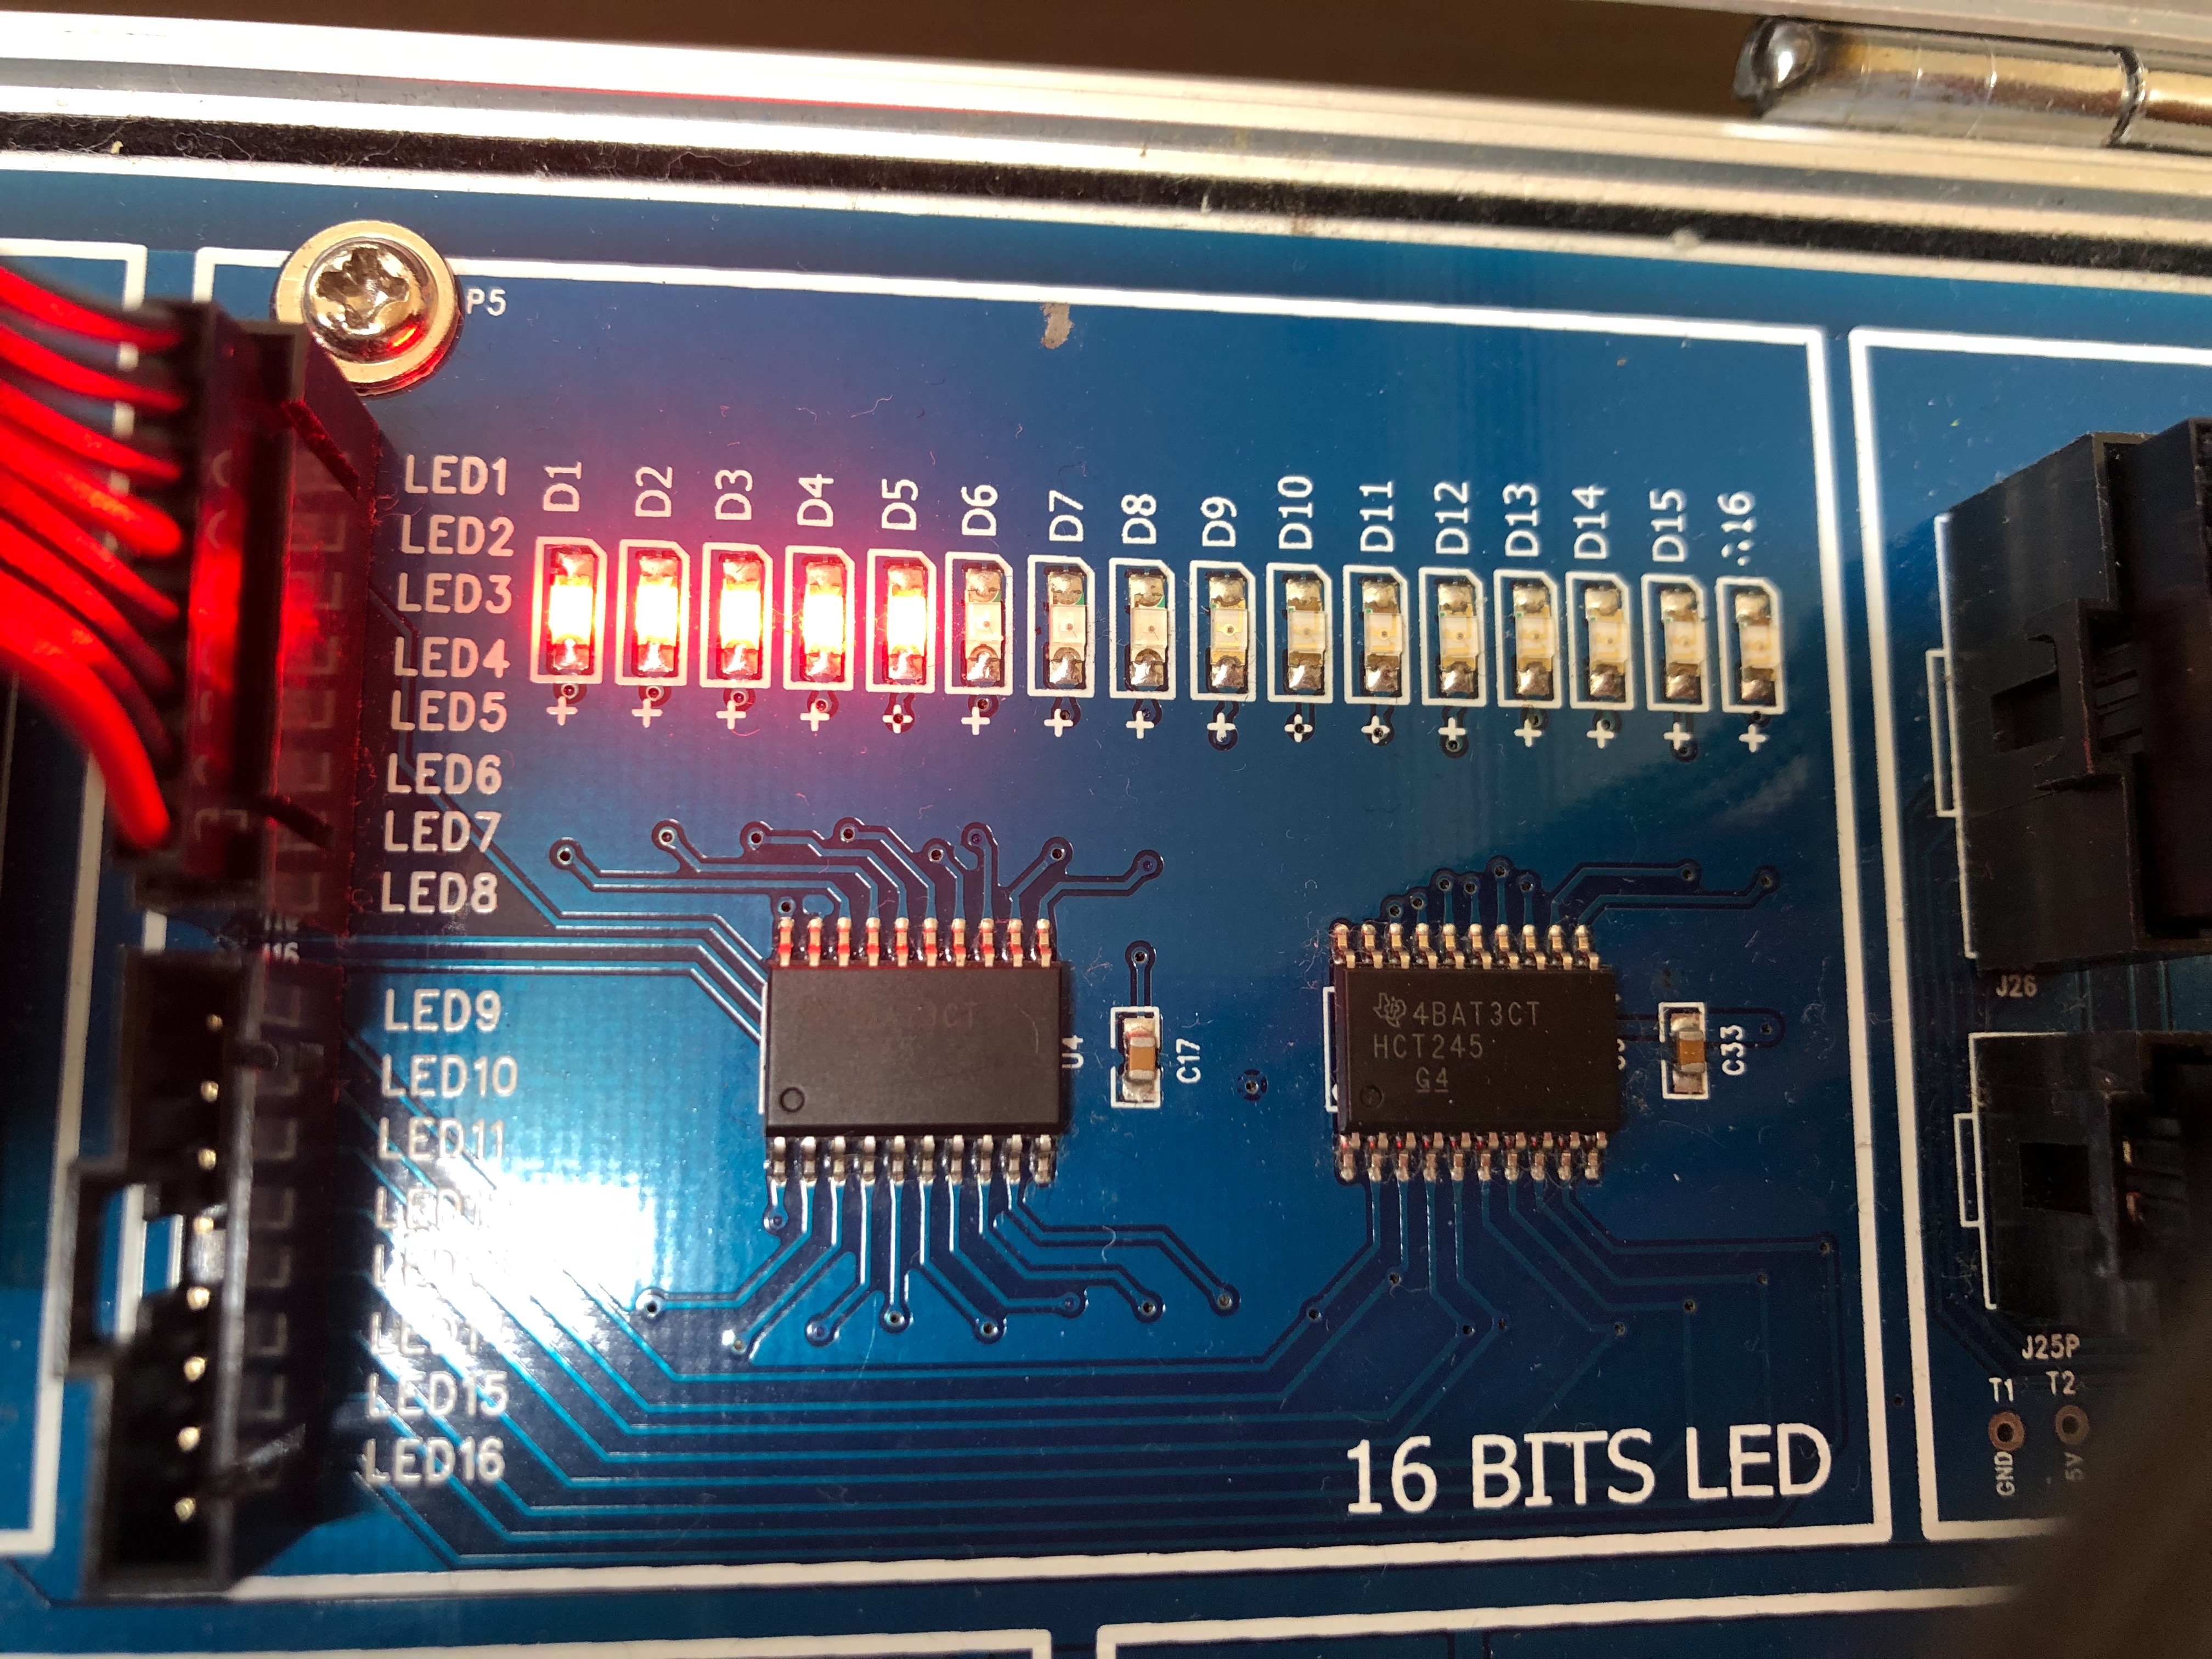 P5
D1 D2 D3 D4 D5 D6 D7 D8 D9 D10 D11 D12 D13 D14 D15 16
LED1
LED2
LED3
LED4
LED5
+ + + + + + + + + + + + + + + +
LED6
LED7
LED8
LED9
LED10
LED11
LED15
LED16
3CT
U4
C17
4BAT3CT
HCT245
G4
C33
J26
J25P
T1 T2
GND 5V
16 BITS LED